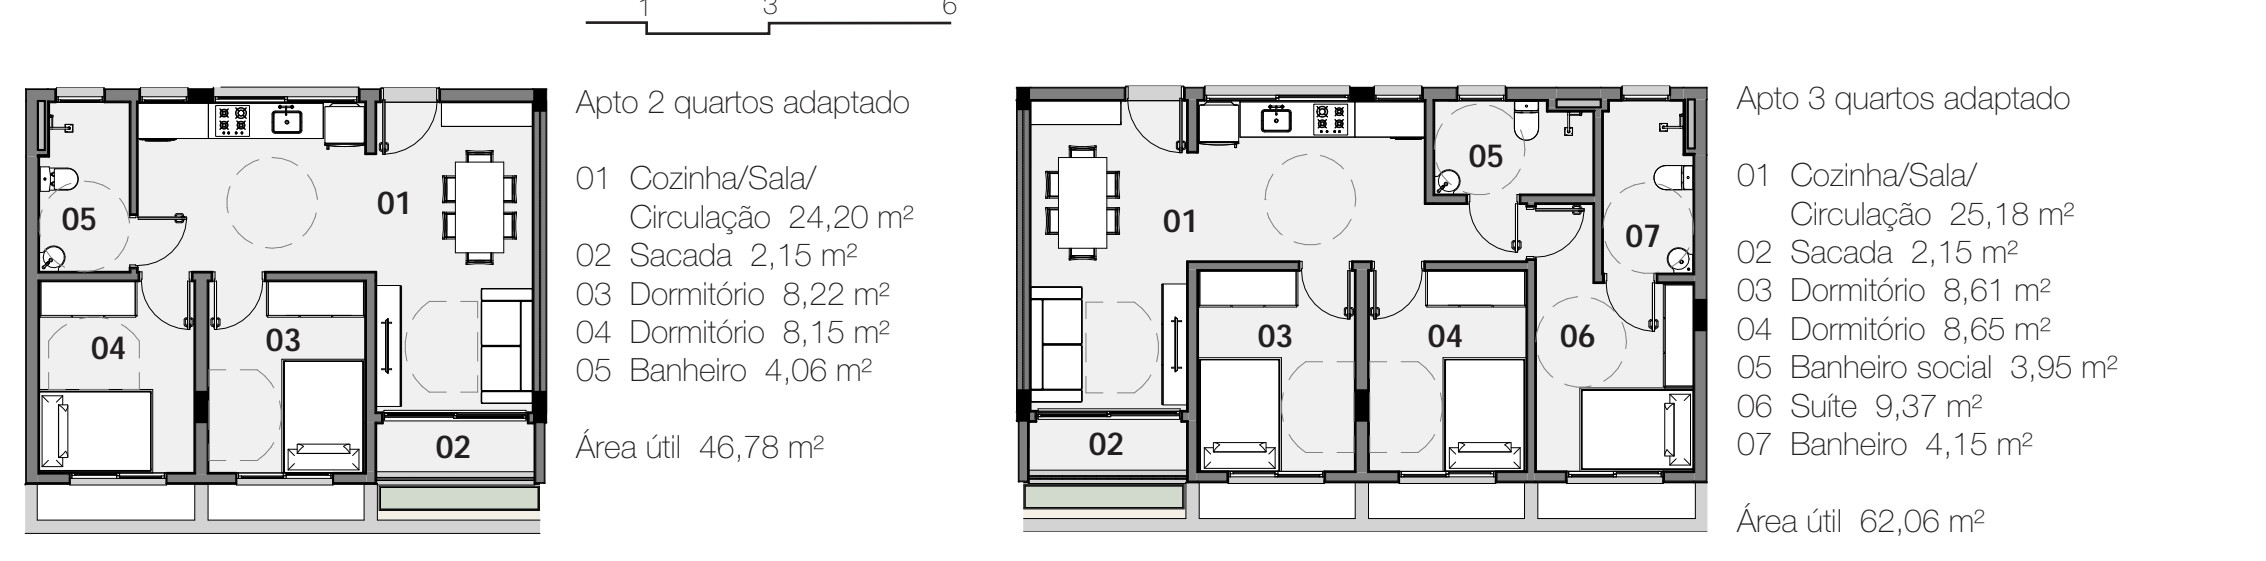 1 3 6
Apto 2 quartos adaptado
01 Cozinha/Sala/
Circulação 24,20 m²
02 Sacada 2,15 m²
03 Dormitório 8,22 m²
04 Dormitório 8,15 m²
05 Banheiro 4,06 m²
Área útil 46,78 m²
05
01
04
03
02
Apto 3 quartos adaptado
01 Cozinha/Sala/
Circulação 25,18 m²
02 Sacada 2,15 m²
03 Dormitório 8,61 m²
04 Dormitório 8,65 m²
05 Banheiro social 3,95 m²
06 Suíte 9,37 m²
07 Banheiro 4,15 m²
Área útil 62,06 m²
05
01
07
03
04
06
02